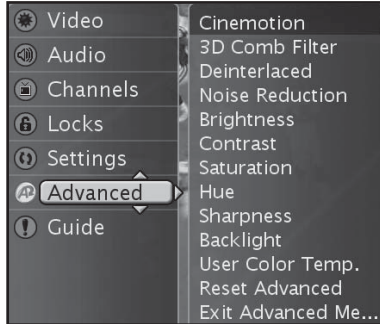 Video
Audio
Channels
Locks
Settings
Advanced
Guide
Cinemotion
3D Comb Filter
Deinterlaced
Noise Reduction
Brightness
Contrast
Saturation
Hue
Sharpness
Backlight
User Color Temp.
Reset Advanced
Exit Advanced Me...